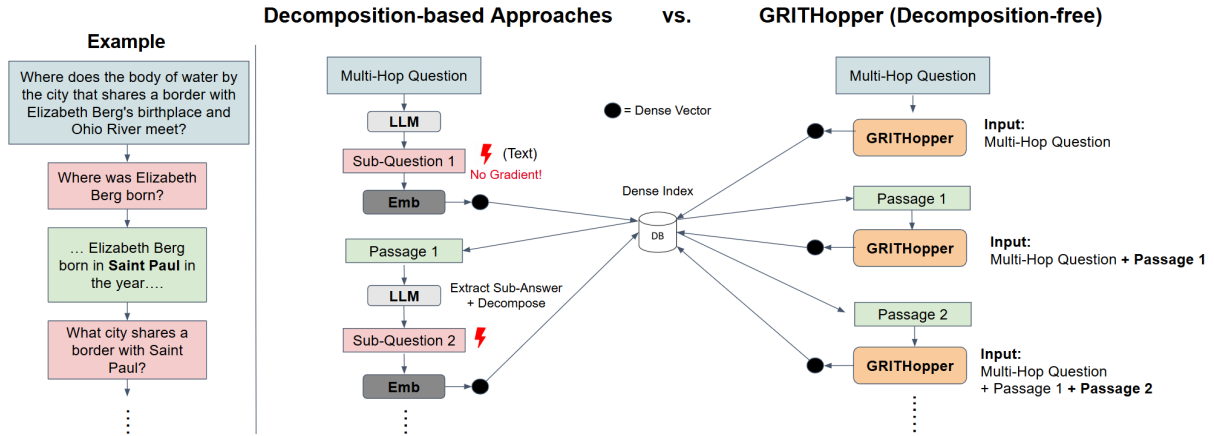 Decomposition-based Approaches vs. GRITHopper (Decomposition-free)
Example
Where does the body of water by
the city that shares a border with
Elizabeth Berg's birthplace and
Ohio River meet?
Where was Elizabeth
Berg born?
… Elizabeth Berg
born in Saint Paul in
the year….
What city shares a
border with Saint
Paul?
Multi-Hop Question
LLM
Sub-Question 1
(Text)
No Gradient!
Emb
Passage 1
LLM
Extract Sub-Answer
+ Decompose
Sub-Question 2
Emb
= Dense Vector
Dense Index
DB
Multi-Hop Question
GRITHopper
Input:
Multi-Hop Question
Passage 1
GRITHopper
Input:
Multi-Hop Question + Passage 1
Passage 2
GRITHopper
Input:
Multi-Hop Question
+ Passage 1 + Passage 2